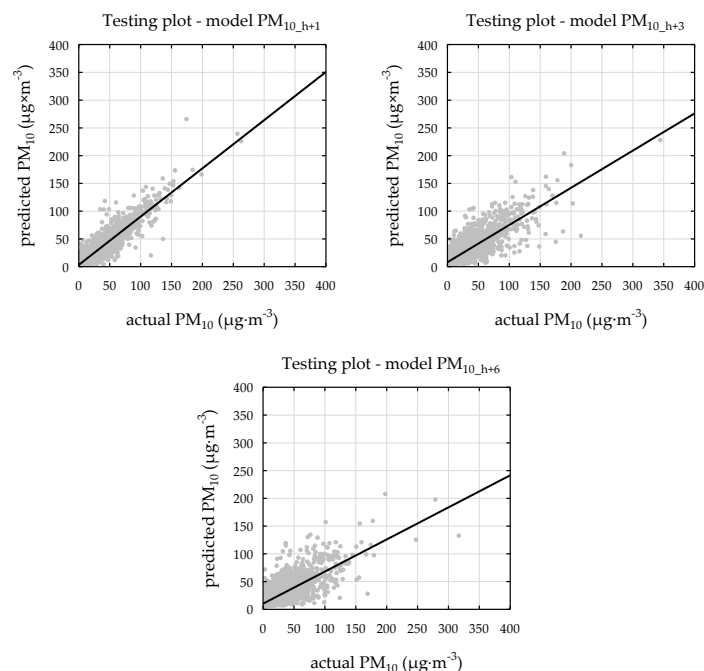 Testing plot - model PM10_h+1
400
350
300
250
200
150
100
50
0
predicted PM10 (µg×m-3)
0 50 100 150 200 250 300 350 400
actual PM10 (µg·m-3)
Testing plot - model PM10_h+3
400
350
300
250
200
150
100
50
0
predicted PM10 (µg×m-3)
0 50 100 150 200 250 300 350 400
actual PM10 (µg·m-3)
Testing plot - model PM10_h+6
400
350
300
250
200
150
100
50
0
predicted PM10 (µg·m-3)
0 50 100 150 200 250 300 350 400
actual PM10 (µg·m-3)